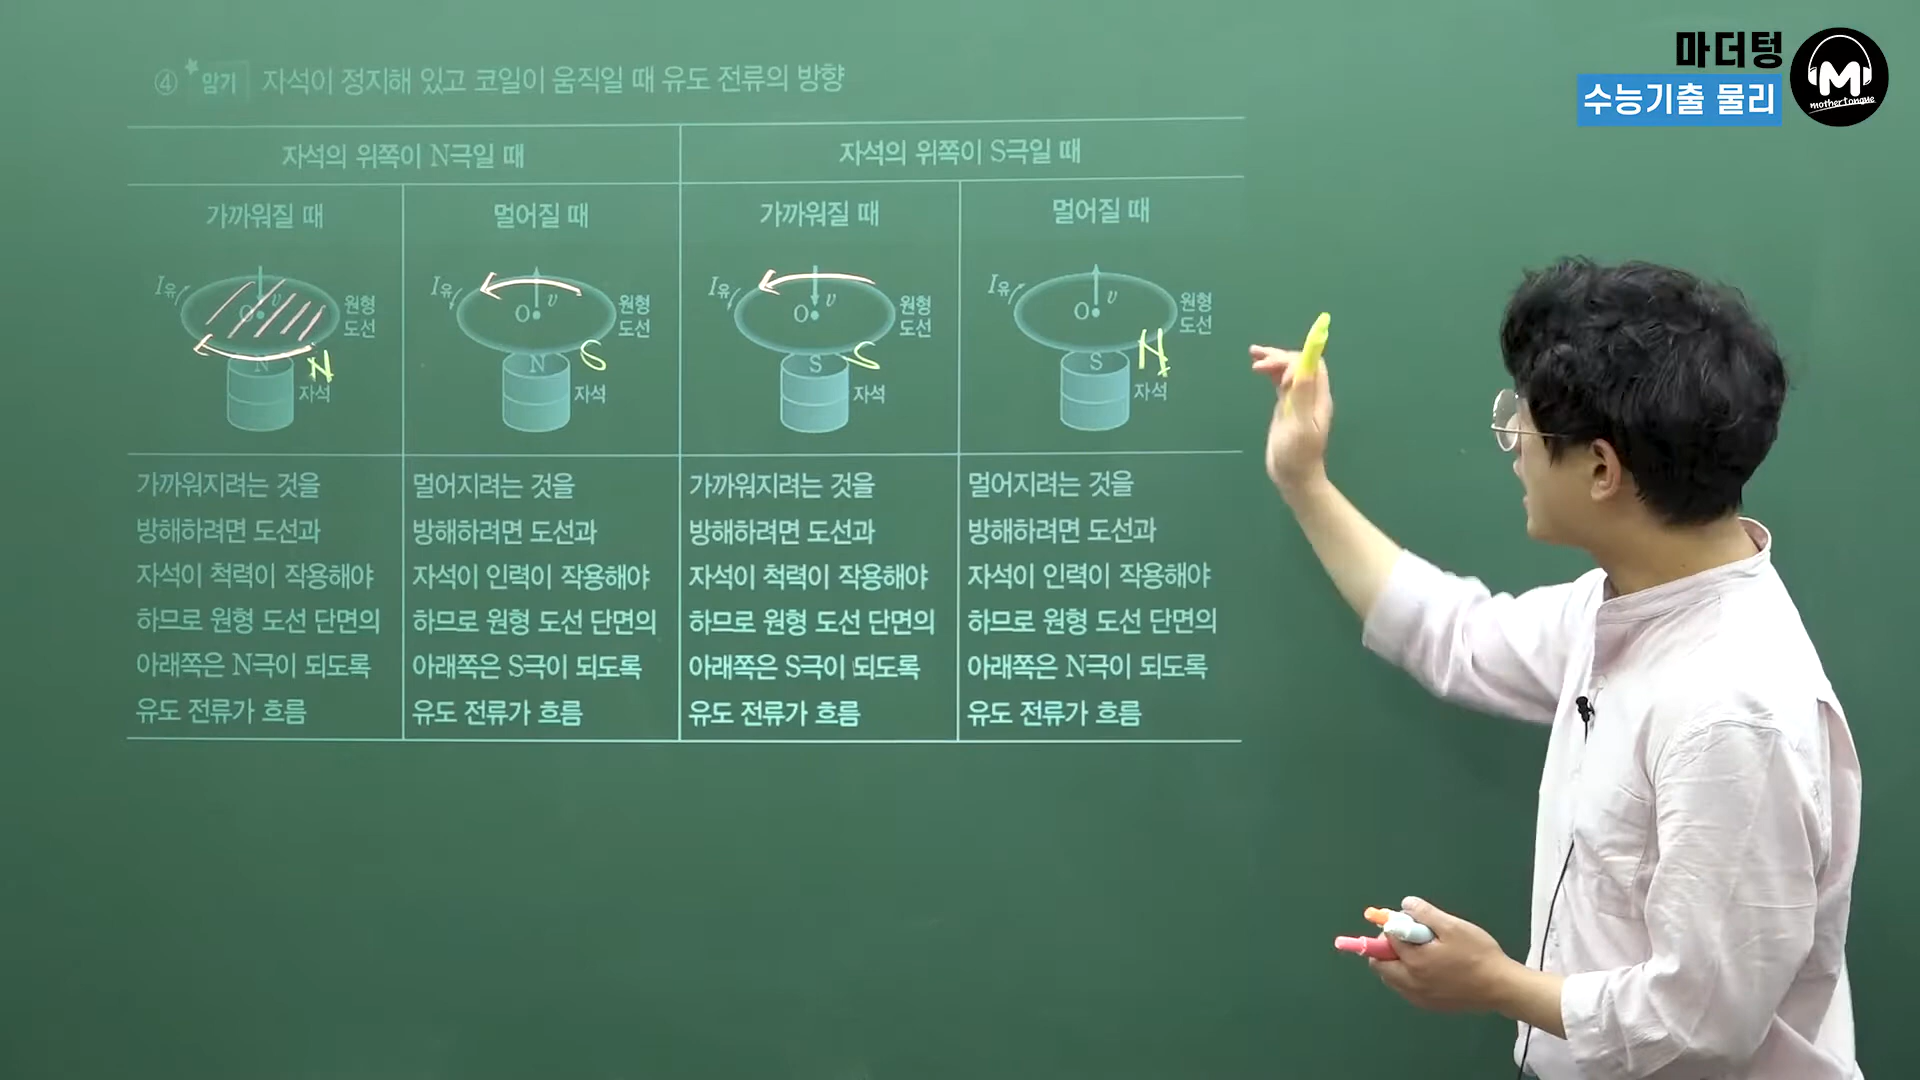 마더텅
수능기출 물리
mothertongue
④ 암기 자석이 정지해 있고 코일이 움직일 때 유도 전류의 방향
자석의 위쪽이 N극일 때
자석의 위쪽이 S극일 때
가까워질 때
멀어질 때
가까워질 때
멀어질 때
I유
O
v
원형
도선
N
N
자석
I유
O
v
원형
도선
N
S
자석
I유
O
v
원형
도선
S
S
자석
I유
O
v
원형
도선
S
N
자석
가까워지려는 것을
방해하려면 도선과
자석이 척력이 작용해야
하므로 원형 도선 단면의
아래쪽은 N극이 되도록
유도 전류가 흐름
멀어지려는 것을
방해하려면 도선과
자석이 인력이 작용해야
하므로 원형 도선 단면의
아래쪽은 S극이 되도록
유도 전류가 흐름
가까워지려는 것을
방해하려면 도선과
자석이 척력이 작용해야
하므로 원형 도선 단면의
아래쪽은 S극이 되도록
유도 전류가 흐름
멀어지려는 것을
방해하려면 도선과
자석이 인력이 작용해야
하므로 원형 도선 단면의
아래쪽은 N극이 되도록
유도 전류가 흐름